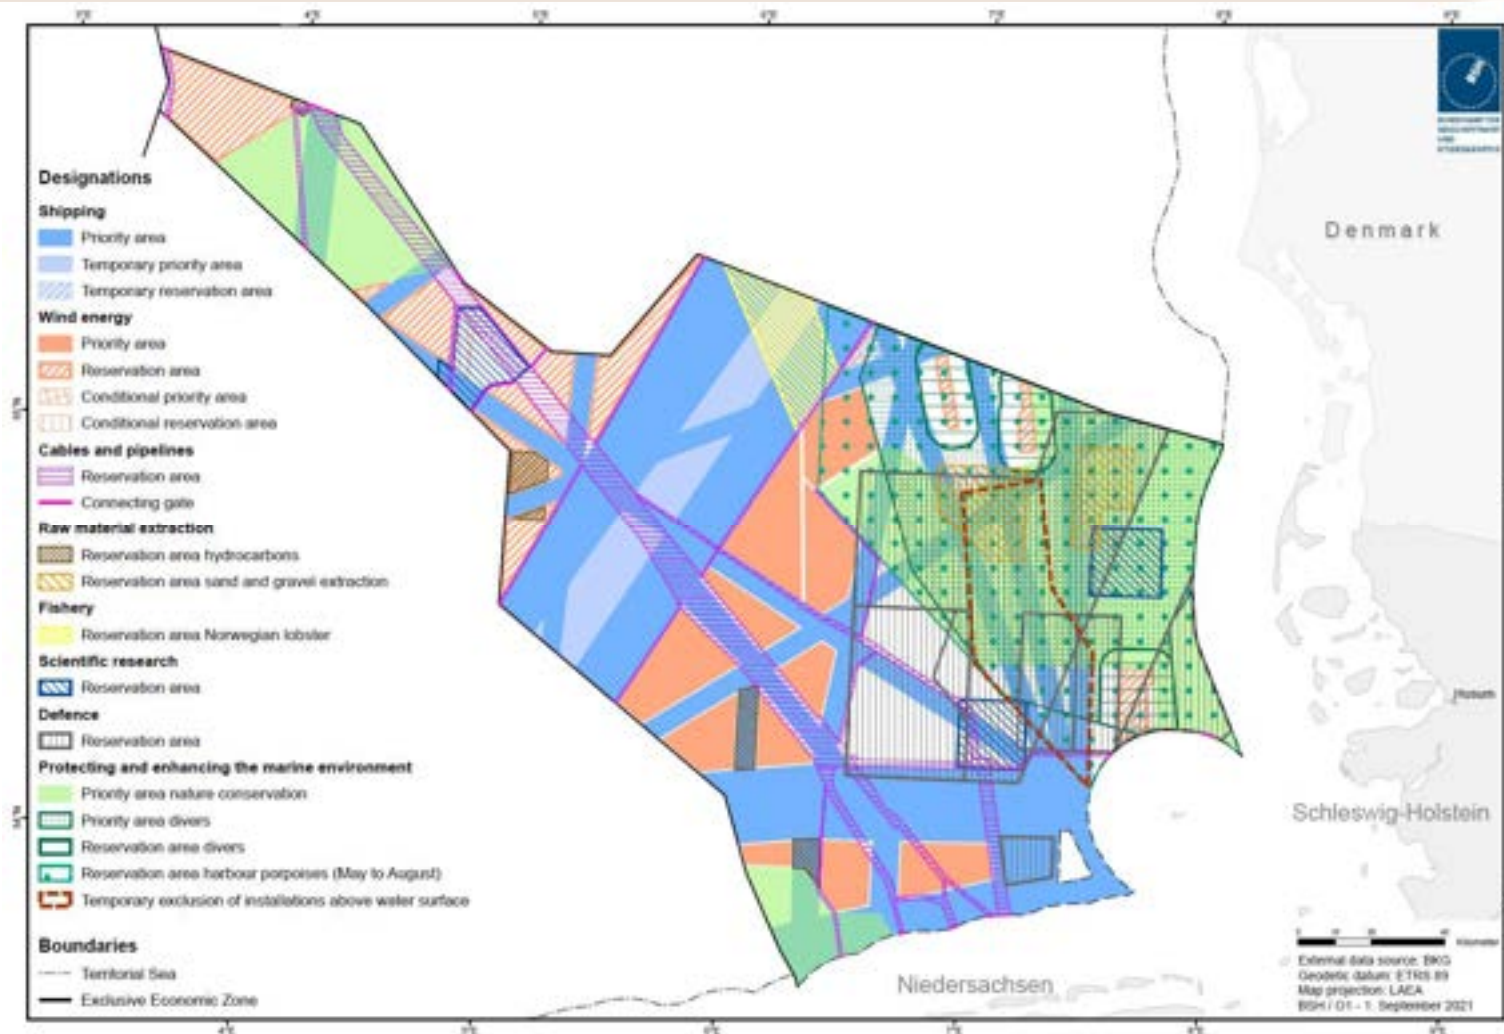 Denmark
Designations
Shipping
Priority area
Temporary priority area
Temporary reservation area
Wind energy
Priority area
Reservation area
Conditional priority area
Conditional reservation area
Cables and pipelines
Reservation area
Connecting gate
Raw material extraction
Reservation area hydrocarbons
Reservation area sand and gravel extraction
Fishery
Reservation area Norwegian lobster
Scientific research
Reservation area
Defence
Reservation area
Protecting and enhancing the marine environment
Priority area nature conservation
Priority area divers
Reservation area divers
Reservation area harbour porpoises (May to August)
Temporary exclusion of installations above water surface
Boundaries
Territorial Sea
Exclusive Economic Zone
Husum
Schleswig-Holstein
Niedersachsen
Kilometer
External data source: BKG
Geodetic datum: ETRS 89
Map projection: LAEA
BSH / O1 - 1. September 2021